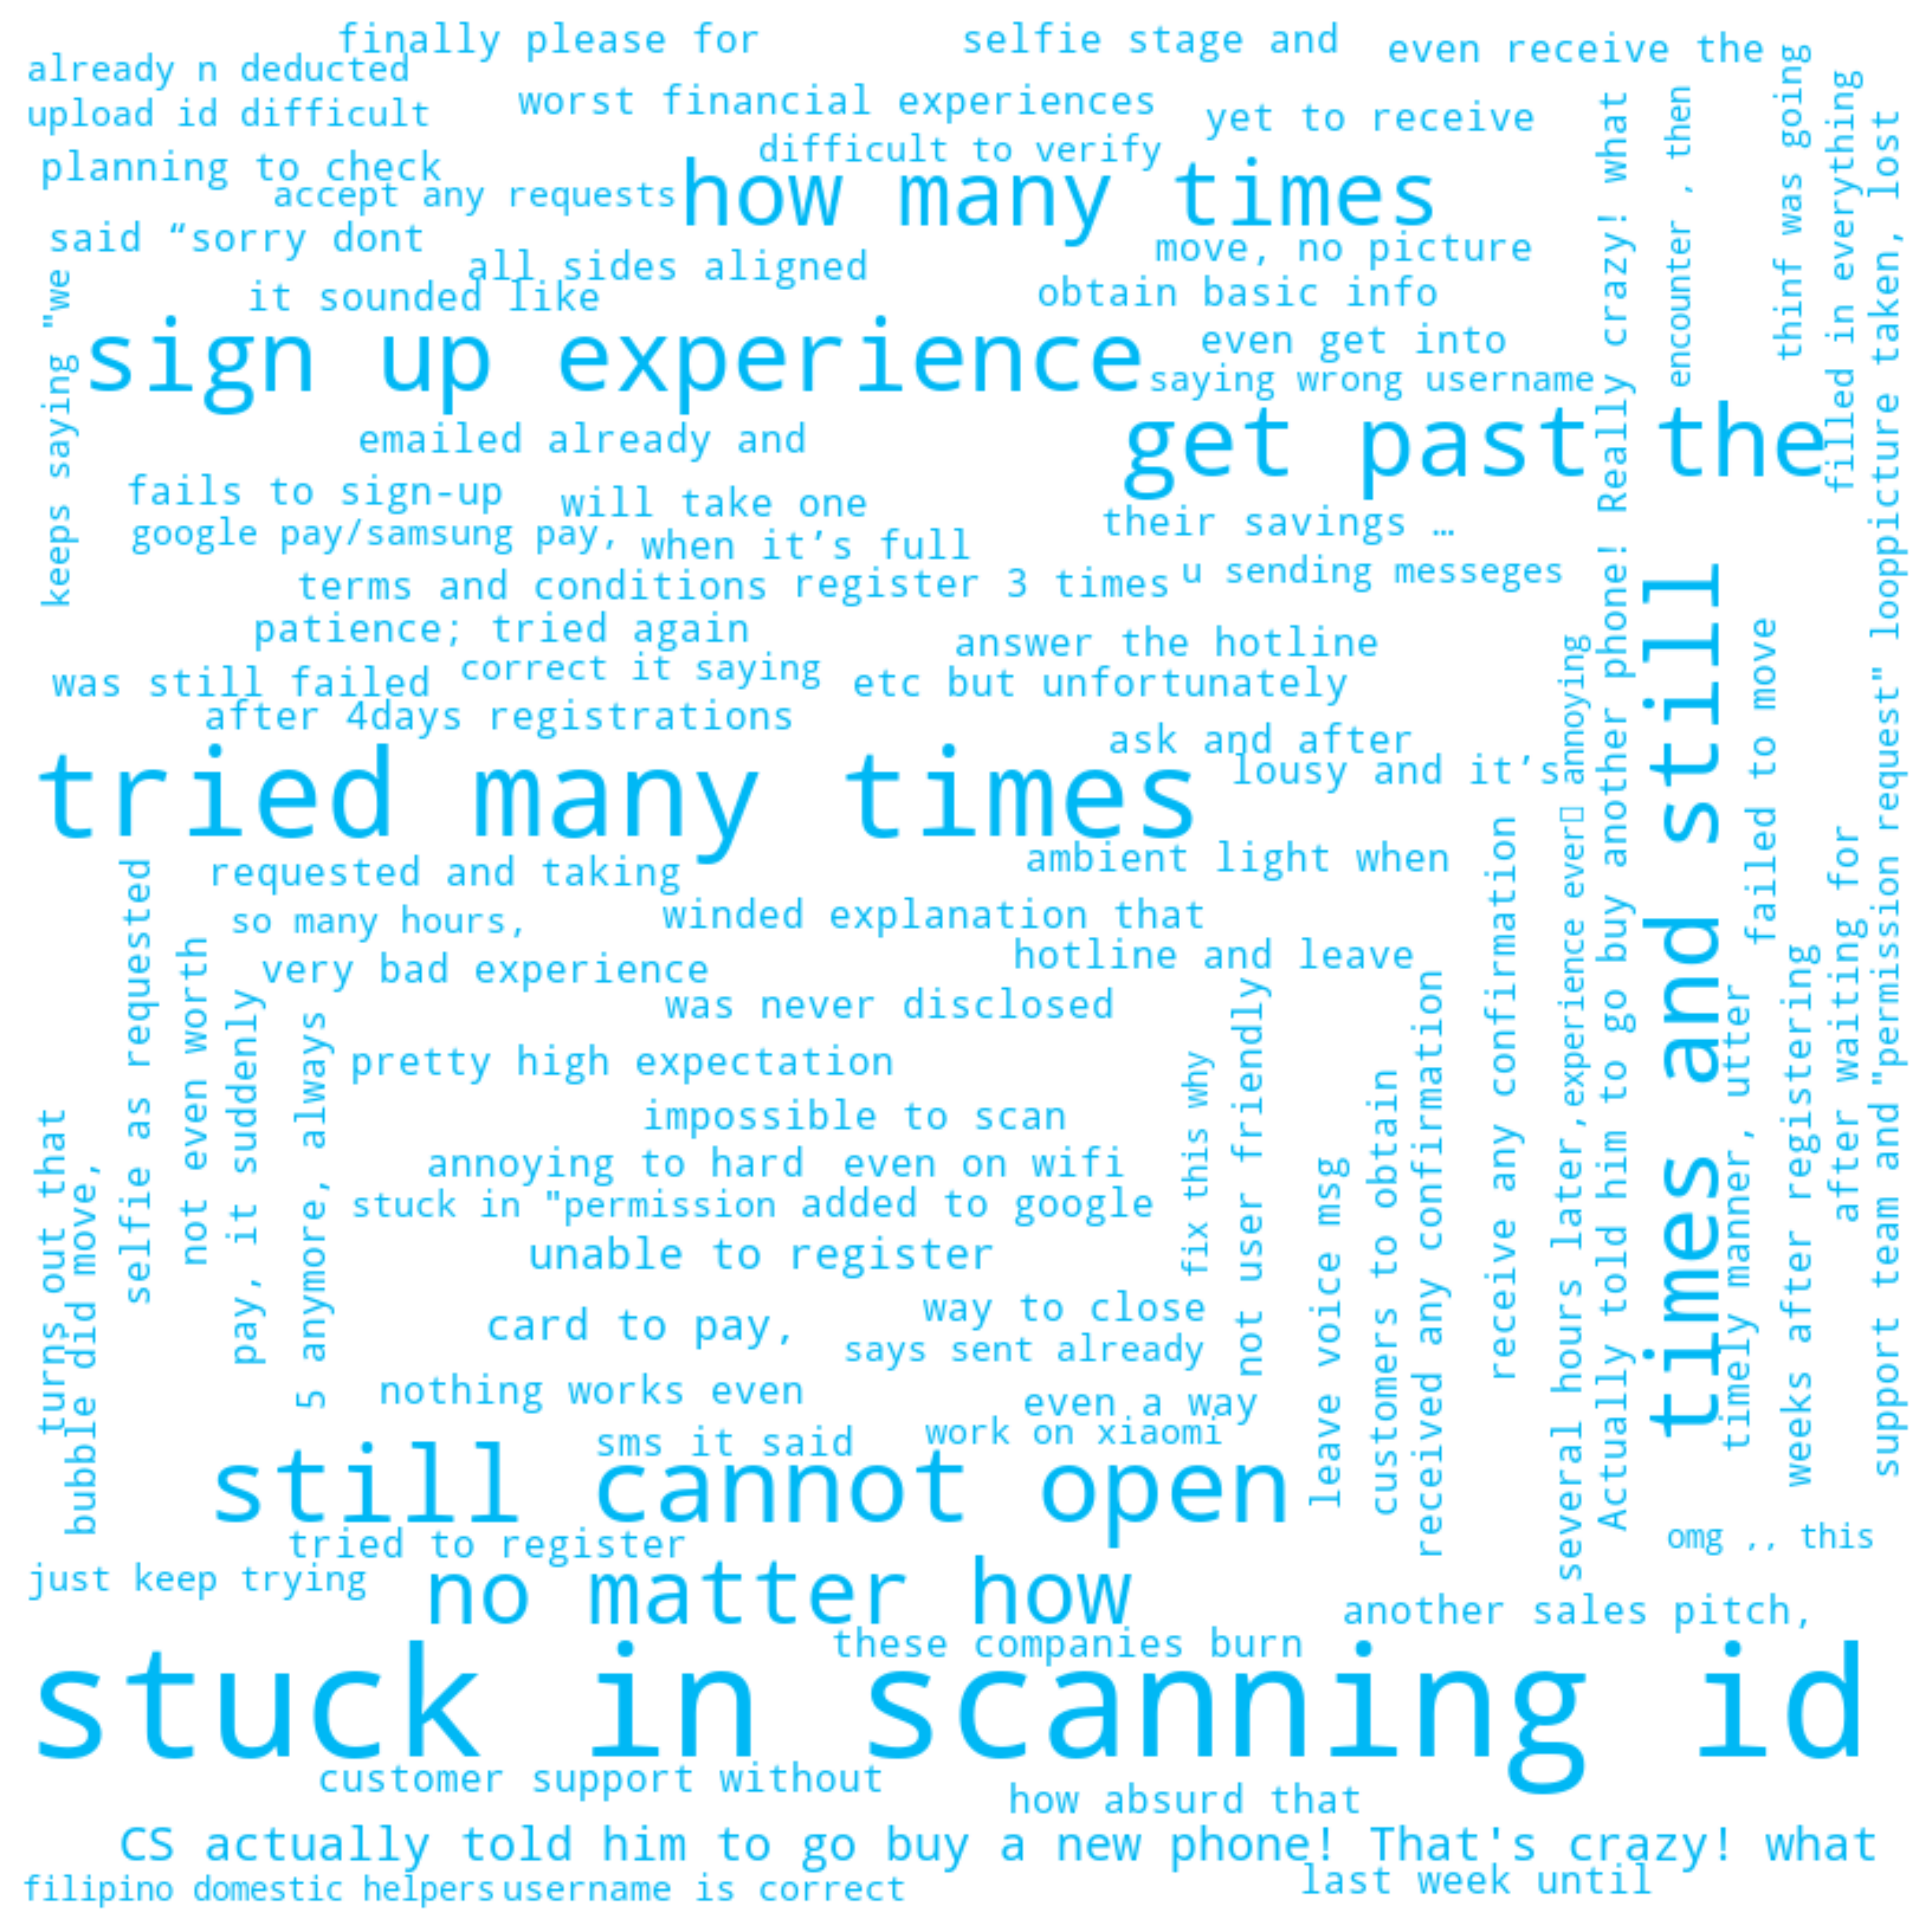 finally please for
selfie stage and
even receive the
already n deducted
upload id difficult
worst financial experiences
yet to receive
difficult to verify
planning to check
accept any requests
how many times
said “sorry dont
all sides aligned
move, no picture
it sounded like
obtain basic info
sign up experience
even get into
saying wrong username
get past the
emailed already and
fails to sign-up
will take one
their savings …
google pay/samsung pay,
when it’s full
terms and conditions
register 3 times
u sending messeges
patience; tried again
answer the hotline
was still failed
correct it saying
etc but unfortunately
after 4days registrations
ask and after
tried many times
lousy and it’s
requested and taking
ambient light when
so many hours,
winded explanation that
very bad experience
hotline and leave
was never disclosed
pretty high expectation
impossible to scan
annoying to hard
even on wifi
stuck in "permission
added to google
unable to register
card to pay,
way to close
says sent already
nothing works even
even a way
sms it said
work on xiaomi
still cannot open
tried to register
omg ,, this
just keep trying
no matter how
another sales pitch,
these companies burn
stuck in scanning id
customer support without
how absurd that
CS actually told him to go buy a new phone! That's crazy! what
filipino domestic helpers
username is correct
last week until
keeps saying "we
turns out that
bubble did move,
selfie as requested
not even worth
pay, it suddenly
5 anymore, always
fix this why
not user friendly
leave voice msg
customers to obtain
received any confirmation
receive any confirmation
several hours later,
experience ever
annoying
Actually told him to go buy another phone! Really crazy! what
times and still
encounter , then
timely manner, utter
failed to move
thinf was going
weeks after registering
filled in everything
after waiting for
support team and
"permission request" loop
picture taken, lost